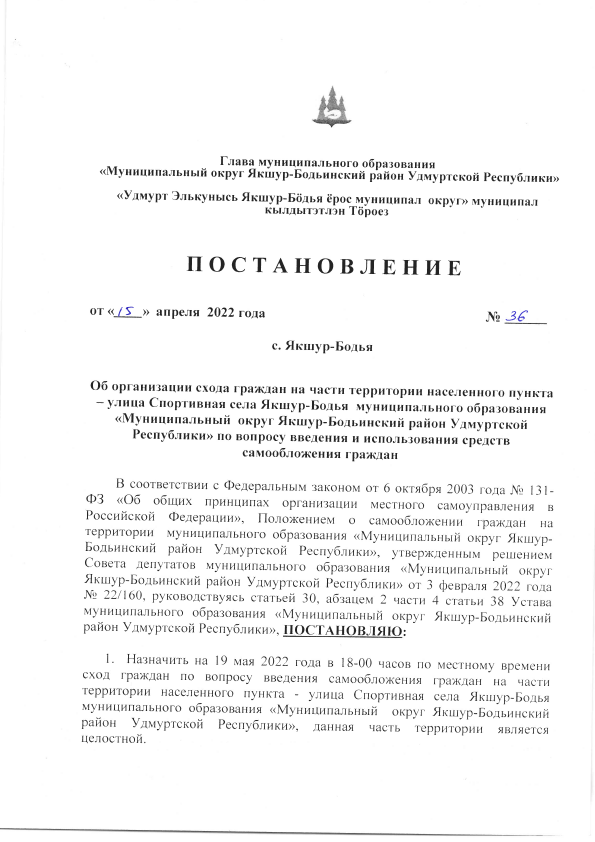 Глава муниципального образования
«Муниципальный округ Якшур-Бодьинский район Удмуртской Республики»
«Удмурт Элькунысь Якшур-Бӧдья ёрос муниципал округ» муниципал
кылдытэтлэн Тӧроез
ПОСТАНОВЛЕНИЕ
от «15» апреля 2022 года № 36
с. Якшур-Бодья
Об организации схода граждан на части территории населенного пункта
– улица Спортивная села Якшур-Бодья муниципального образования
«Муниципальный округ Якшур-Бодьинский район Удмуртской
Республики» по вопросу введения и использования средств
самообложения граждан
В соответствии с Федеральным законом от 6 октября 2003 года № 131-
ФЗ «Об общих принципах организации местного самоуправления в
Российской Федерации», Положением о самообложении граждан на
территории муниципального образования «Муниципальный округ Якшур-
Бодьинский район Удмуртской Республики», утвержденным решением
Совета депутатов муниципального образования «Муниципальный округ
Якшур-Бодьинский район Удмуртской Республики» от 3 февраля 2022 года
№ 22/160, руководствуясь статьей 30, абзацем 2 части 4 статьи 38 Устава
муниципального образования «Муниципальный округ Якшур-Бодьинский
район Удмуртской Республики», ПОСТАНОВЛЯЮ:
1. Назначить на 19 мая 2022 года в 18-00 часов по местному времени
сход граждан по вопросу введения самообложения граждан на части
территории населенного пункта - улица Спортивная села Якшур-Бодья
муниципального образования «Муниципальный округ Якшур-Бодьинский
район Удмуртской Республики», данная часть территории является
целостной.